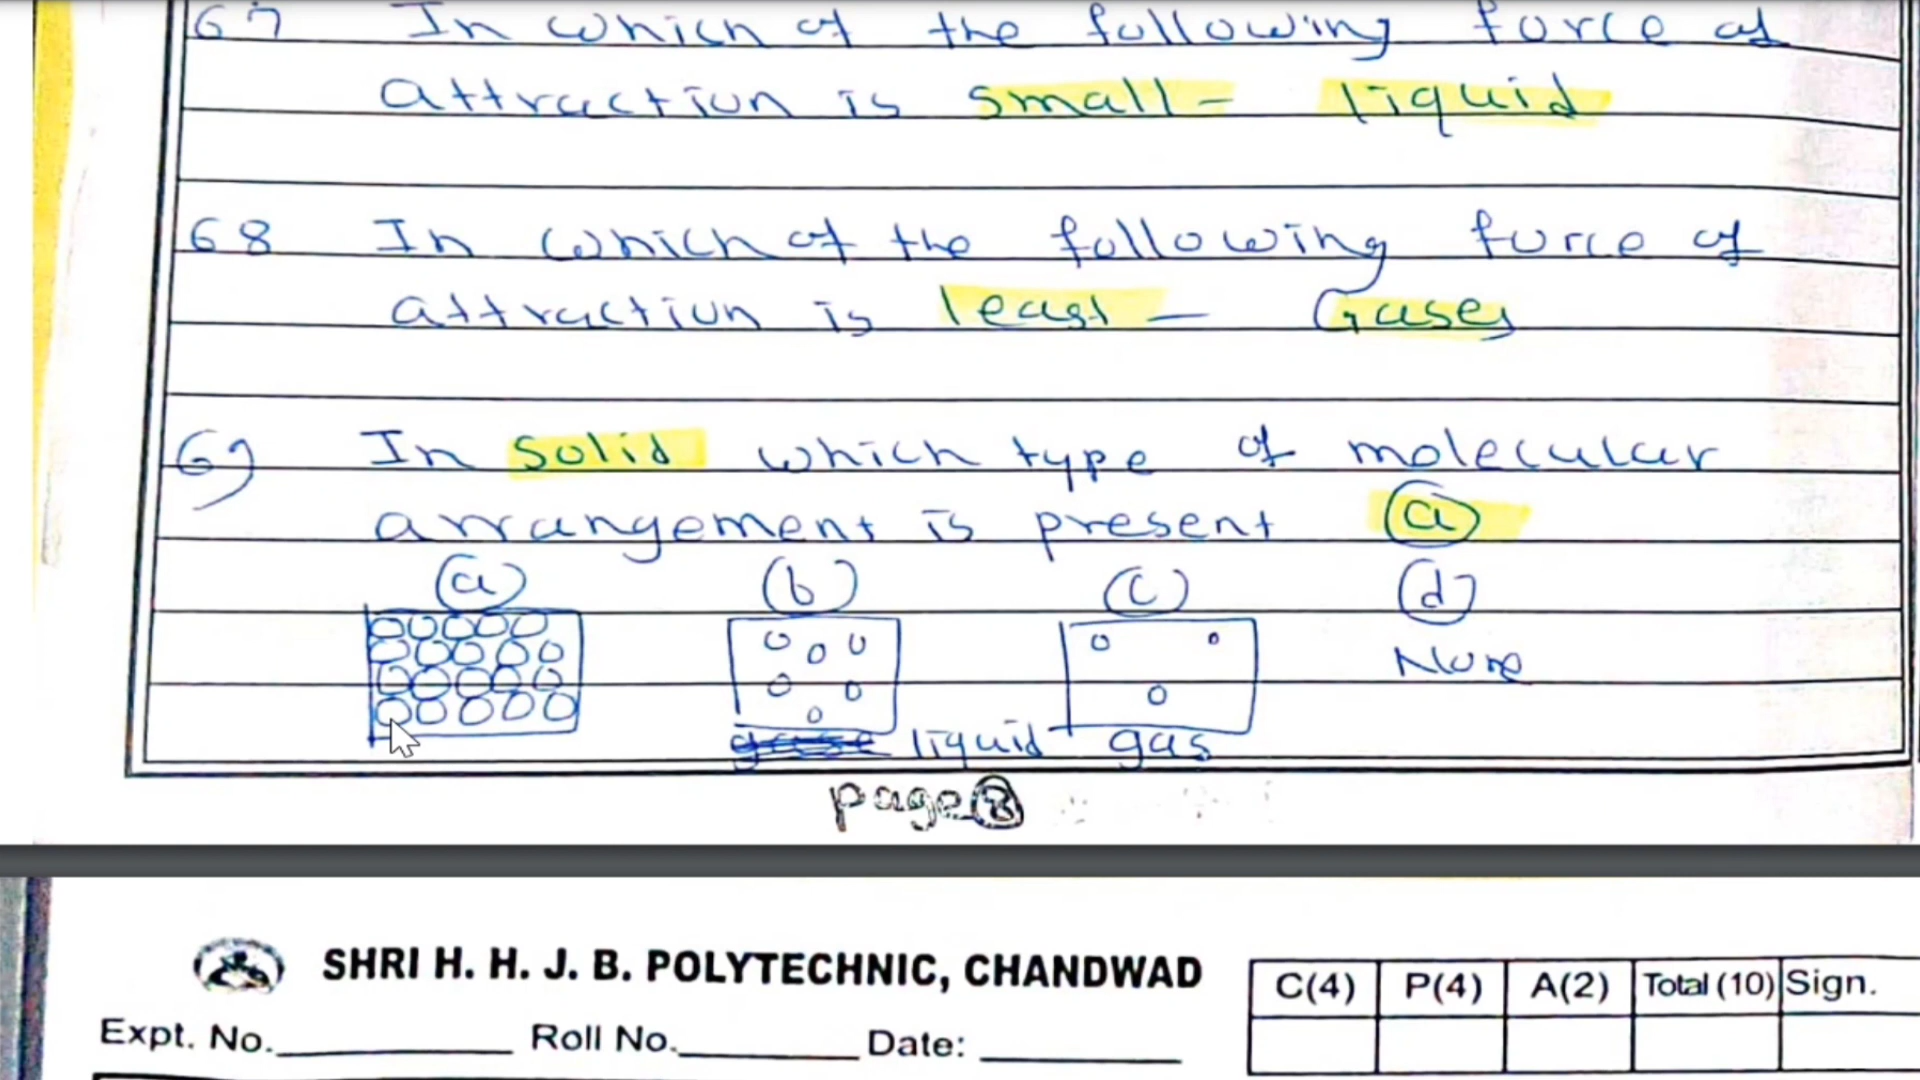 67 In which of the following force of
attraction is small - liquid
68 In which of the following force of
attraction is least - Gases
69 In solid which type of molecular
arrangement is present (a)
(a) (b) (c) (d)
None
liquid gas
page 8
SHRI H. H. J. B. POLYTECHNIC, CHANDWAD
C(4) P(4) A(2) Total (10) Sign.
Expt. No. Roll No. Date: